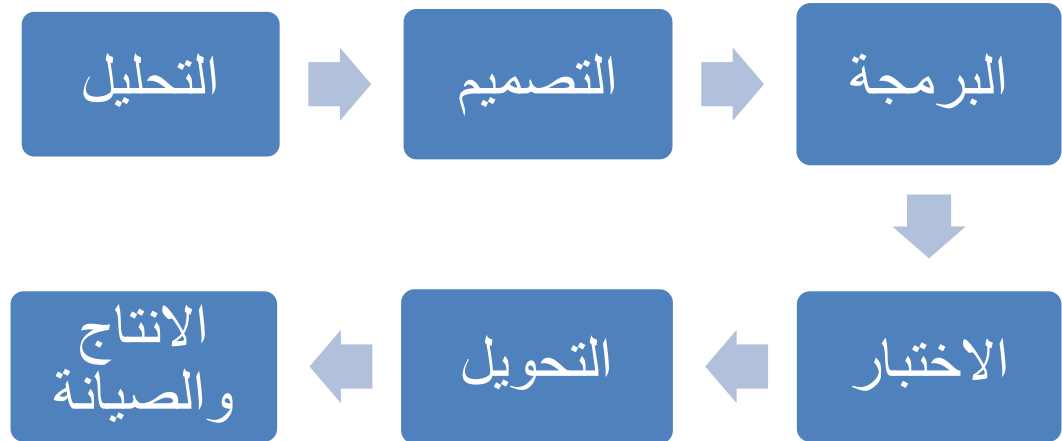 التحليل
التصميم
البرمجة
الاختبار
التحويل
الانتاج
والصيانة